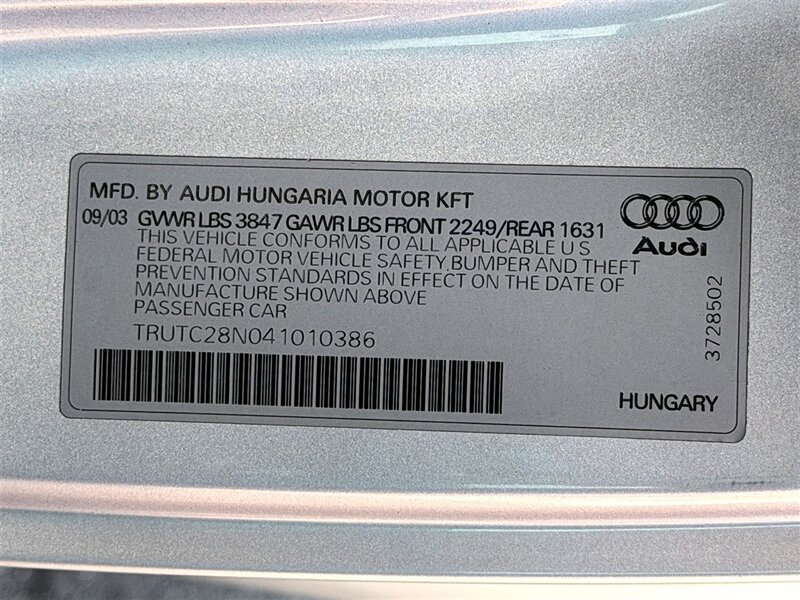 MFD. BY AUDI HUNGARIA MOTOR KFT
09/03 GVWR LBS 3847 GAWR LBS FRONT 2249/REAR 1631
THIS VEHICLE CONFORMS TO ALL APPLICABLE U S
FEDERAL MOTOR VEHICLE SAFETY,BUMPER AND THEFT
PREVENTION STANDARDS IN EFFECT ON THE DATE OF
MANUFACTURE SHOWN ABOVE
PASSENGER CAR
TRUTC28N041010386
Audi
3728502
HUNGARY